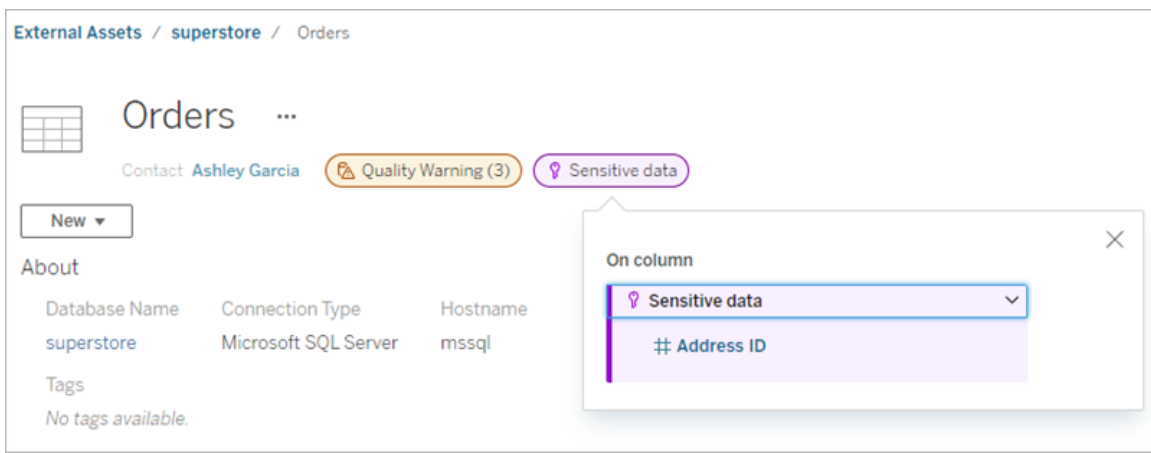 External Assets / superstore / Orders
Orders ...
Contact Ashley Garcia Quality Warning (3) Sensitive data
New
About
Database Name Connection Type Hostname
superstore Microsoft SQL Server mssql
Tags
No tags available.
On column
Sensitive data
# Address ID